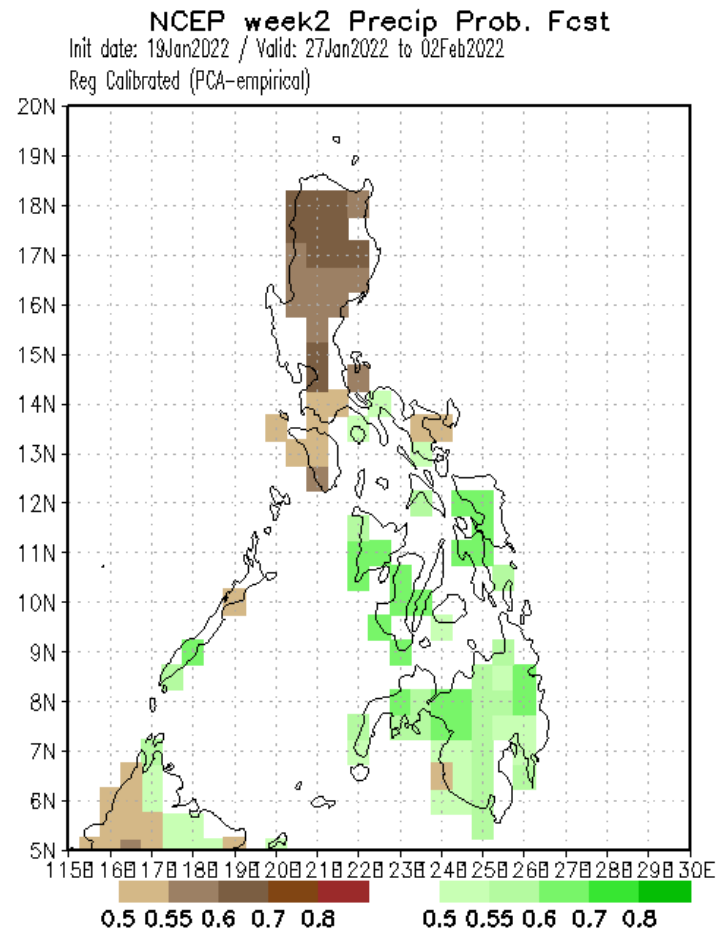 NCEP week2 Precip Prob. Fcst
Init date: 19Jan2022 / Valid: 27Jan2022 to 02Feb2022
Reg Calibrated (PCA-empirical)
20N
19N
18N
17N
16N
15N
14N
13N
12N
11N
10N
9N
8N
7N
6N
5N
115E 116E 117E 118E 119E 120E 121E 122E 123E 124E 125E 126E 127E 128E 129E 130E
0.5 0.55 0.6 0.7 0.8 0.5 0.55 0.6 0.7 0.8